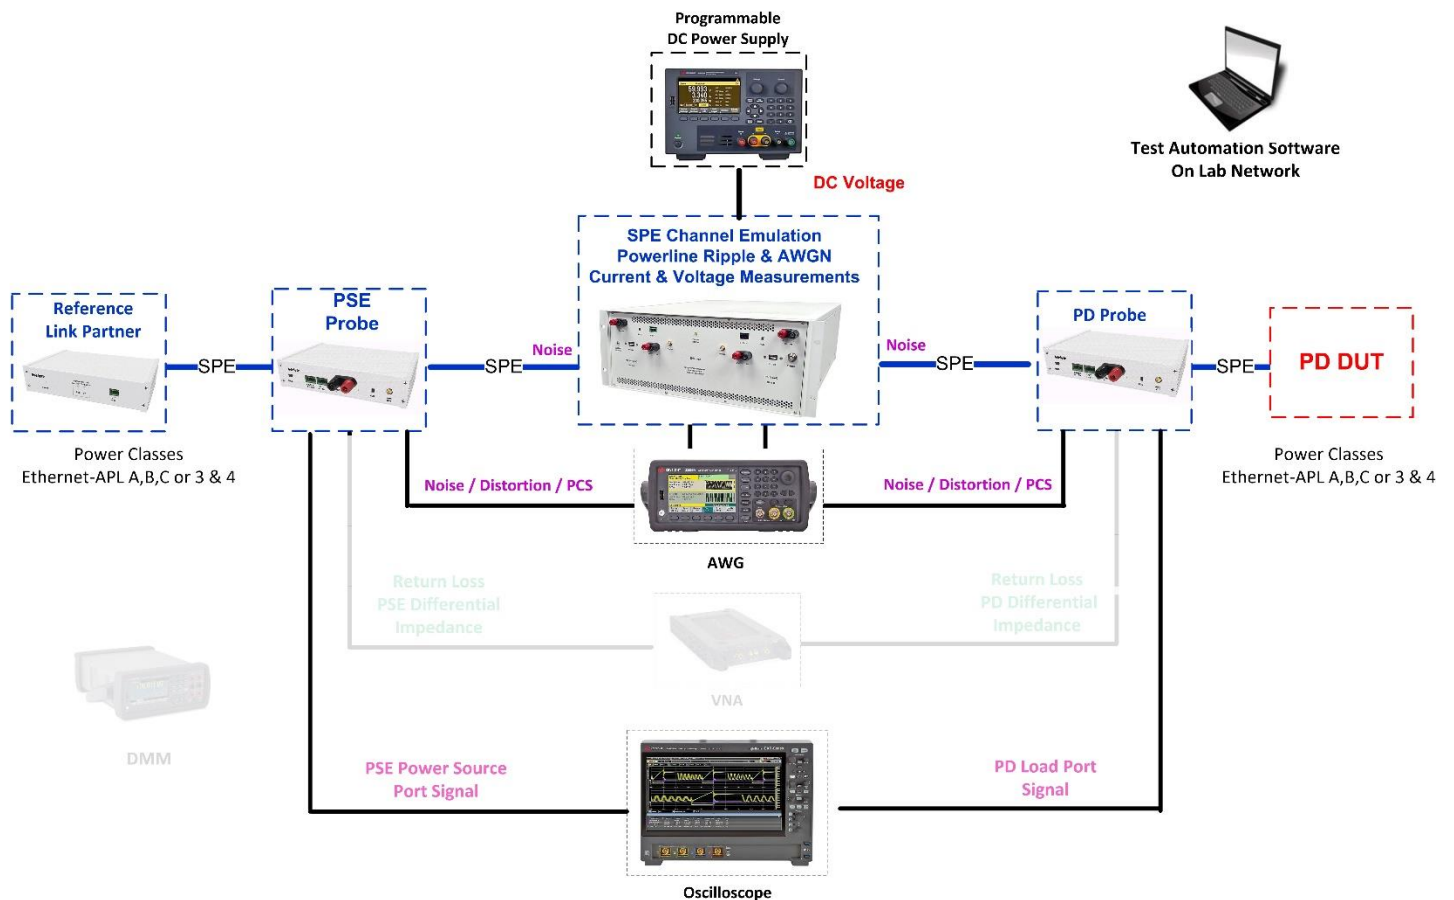 Programmable
DC Power Supply
Test Automation Software
On Lab Network
DC Voltage
SPE Channel Emulation
Powerline Ripple & AWGN
Current & Voltage Measurements
Reference
Link Partner
PSE
Probe
PD Probe
PD DUT
SPE
SPE
Noise
Noise
SPE
SPE
Power Classes
Ethernet-APL A,B,C or 3 & 4
Power Classes
Ethernet-APL A,B,C or 3 & 4
Noise / Distortion / PCS
Noise / Distortion / PCS
AWG
Return Loss
PSE Differential
Impedance
Return Loss
PD Differential
Impedance
VNA
DMM
PSE Power Source
Port Signal
PD Load Port
Signal
Oscilloscope